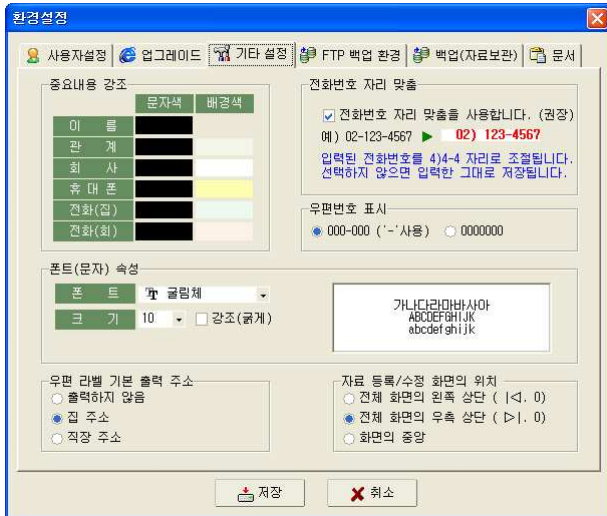 환경설정
사용자설정 업그레이드 기타 설정 FTP 백업 환경 백업(자료보관) 문서
중요내용 강조
문자색 배경색
이 름
관 계
회 사
휴 대 폰
전화(집)
전화(회)
전화번호 자리 맞춤
전화번호 자리 맞춤을 사용합니다. (권장)
예) 02-123-4567 ▶ 02) 123-4567
입력된 전화번호를 4)4-4 자리로 조절됩니다.
선택하지 않으면 입력한 그대로 저장됩니다.
우편번호 표시
000-000 ('-'사용) 0000000
폰트(문자) 속성
폰 트 굴림체
크 기 10 강조(굵게)
가나다라마바사아
ABCDEFGHIJK
abcdefghijk
우편 라벨 기본 출력 주소
출력하지 않음
집 주소
직장 주소
자료 등록/수정 화면의 위치
전체 화면의 왼쪽 상단 ( |◁. 0)
전체 화면의 우측 상단 ( ▷|. 0)
화면의 중앙
저장 취소